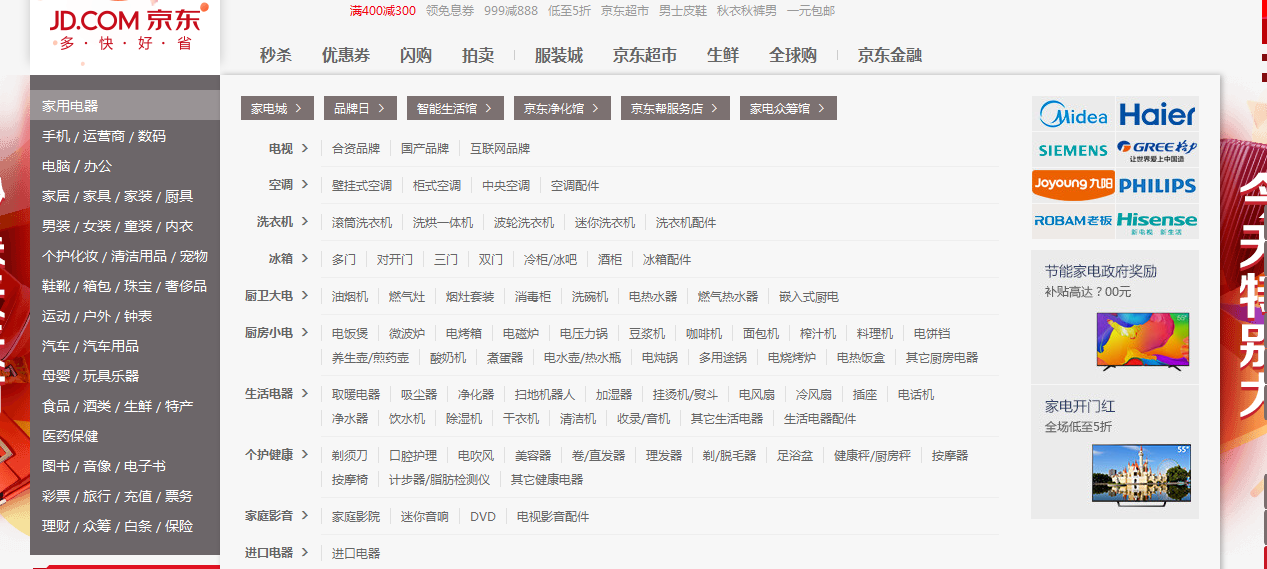 JD.COM 京东
多·快·好·省
满400减300 领免息券 999减888 低至5折 京东超市 男士皮鞋 秋衣秋裤男 一元包邮
秒杀 优惠券 闪购 拍卖 服装城 京东超市 生鲜 全球购 京东金融
家用电器
手机 / 运营商 / 数码
电脑 / 办公
家居 / 家具 / 家装 / 厨具
男装 / 女装 / 童装 / 内衣
个护化妆 / 清洁用品 / 宠物
鞋靴 / 箱包 / 珠宝 / 奢侈品
运动 / 户外 / 钟表
汽车 / 汽车用品
母婴 / 玩具乐器
食品 / 酒类 / 生鲜 / 特产
医药保健
图书 / 音像 / 电子书
彩票 / 旅行 / 充值 / 票务
理财 / 众筹 / 白条 / 保险
家电城 > 品牌日 > 智能生活馆 > 京东净化馆 > 京东帮服务店 > 家电众筹馆 >
电视 > 合资品牌 国产品牌 互联网品牌
空调 > 壁挂式空调 柜式空调 中央空调 空调配件
洗衣机 > 滚筒洗衣机 洗烘一体机 波轮洗衣机 迷你洗衣机 洗衣机配件
冰箱 > 多门 对开门 三门 双门 冷柜/冰吧 酒柜 冰箱配件
厨卫大电 > 油烟机 燃气灶 烟灶套装 消毒柜 洗碗机 电热水器 燃气热水器 嵌入式厨电
厨房小电 > 电饭煲 微波炉 电烤箱 电磁炉 电压力锅 豆浆机 咖啡机 面包机 榨汁机 料理机 电饼铛
养生壶/煎药壶 酸奶机 煮蛋器 电水壶/热水瓶 电炖锅 多用途锅 电烧烤炉 电热饭盒 其它厨房电器
生活电器 > 取暖电器 吸尘器 净化器 扫地机器人 加湿器 挂烫机/熨斗 电风扇 冷风扇 插座 电话机
净水器 饮水机 除湿机 干衣机 清洁机 收录/音机 其它生活电器 生活电器配件
个护健康 > 剃须刀 口腔护理 电吹风 美容器 卷/直发器 理发器 剃/脱毛器 足浴盆 健康秤/厨房秤 按摩器
按摩椅 计步器/脂肪检测仪 其它健康电器
家庭影音 > 家庭影院 迷你音响 DVD 电视影音配件
进口电器 > 进口电器
Midea Haier
SIEMENS GREE格力
让世界爱上中国造
Joyoung九阳 PHILIPS
ROBAM老板 Hisense
新电视 新生活
节能家电政府奖励
补贴高达？00元
55"
家电开门红
全场低至5折
55"
今天特别大